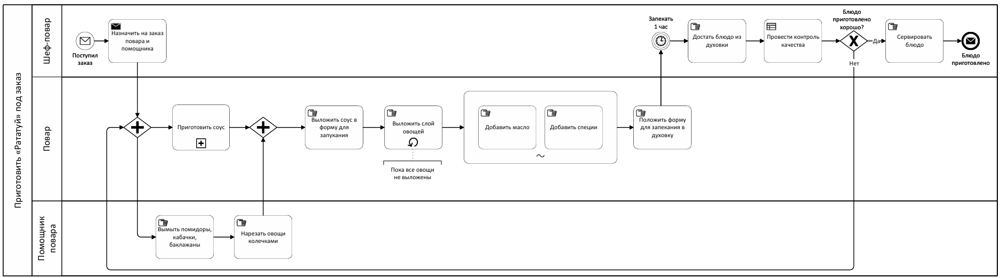 Приготовить «Рататуй» под заказ
Шеф-повар
Поступил
заказ
Назначить на заказ
повара и
помощника
Запекать
1 час
Достать блюдо из
духовки
Провести контроль
качества
Блюдо
приготовлено
хорошо?
Да
Нет
Сервировать
блюдо
Блюдо
приготовлено
Повар
Приготовить соус
Выложить соус в
форму для
запукания
Выложить слой
овощей
Пока все овощи
не выложены
Добавить масло
Добавить специи
Положить форму
для запекания в
духовку
Помощник
повара
Вымыть помидоры,
кабачки,
баклажаны
Нарезать овощи
колечками